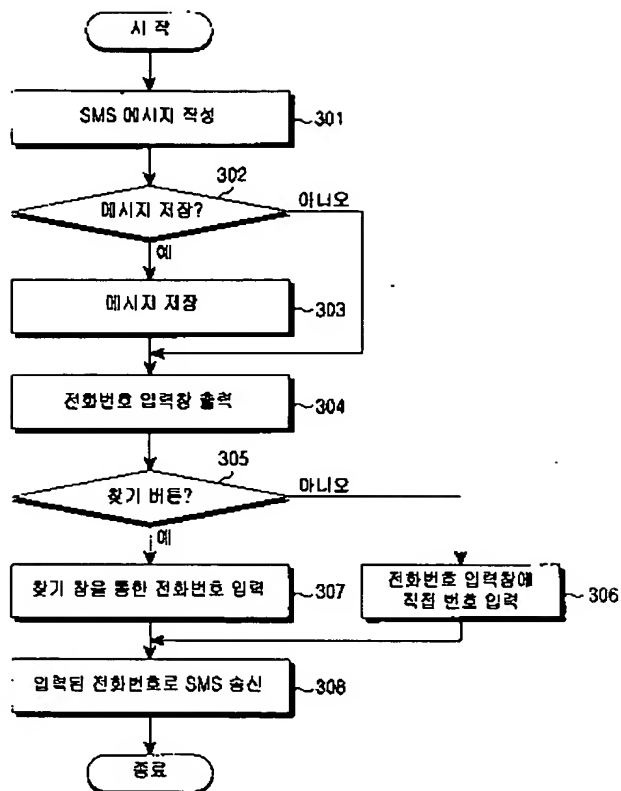 시 작
SMS 메시지 작성
301
302
메시지 저장?
아니오
예
메시지 저장
303
전화번호 입력창 출력
304
305
찾기 버튼?
아니오
예
찾기 창을 통한 전화번호 입력
307
전화번호 입력창에
직접 번호 입력
306
입력된 전화번호로 SMS 송신
308
종료